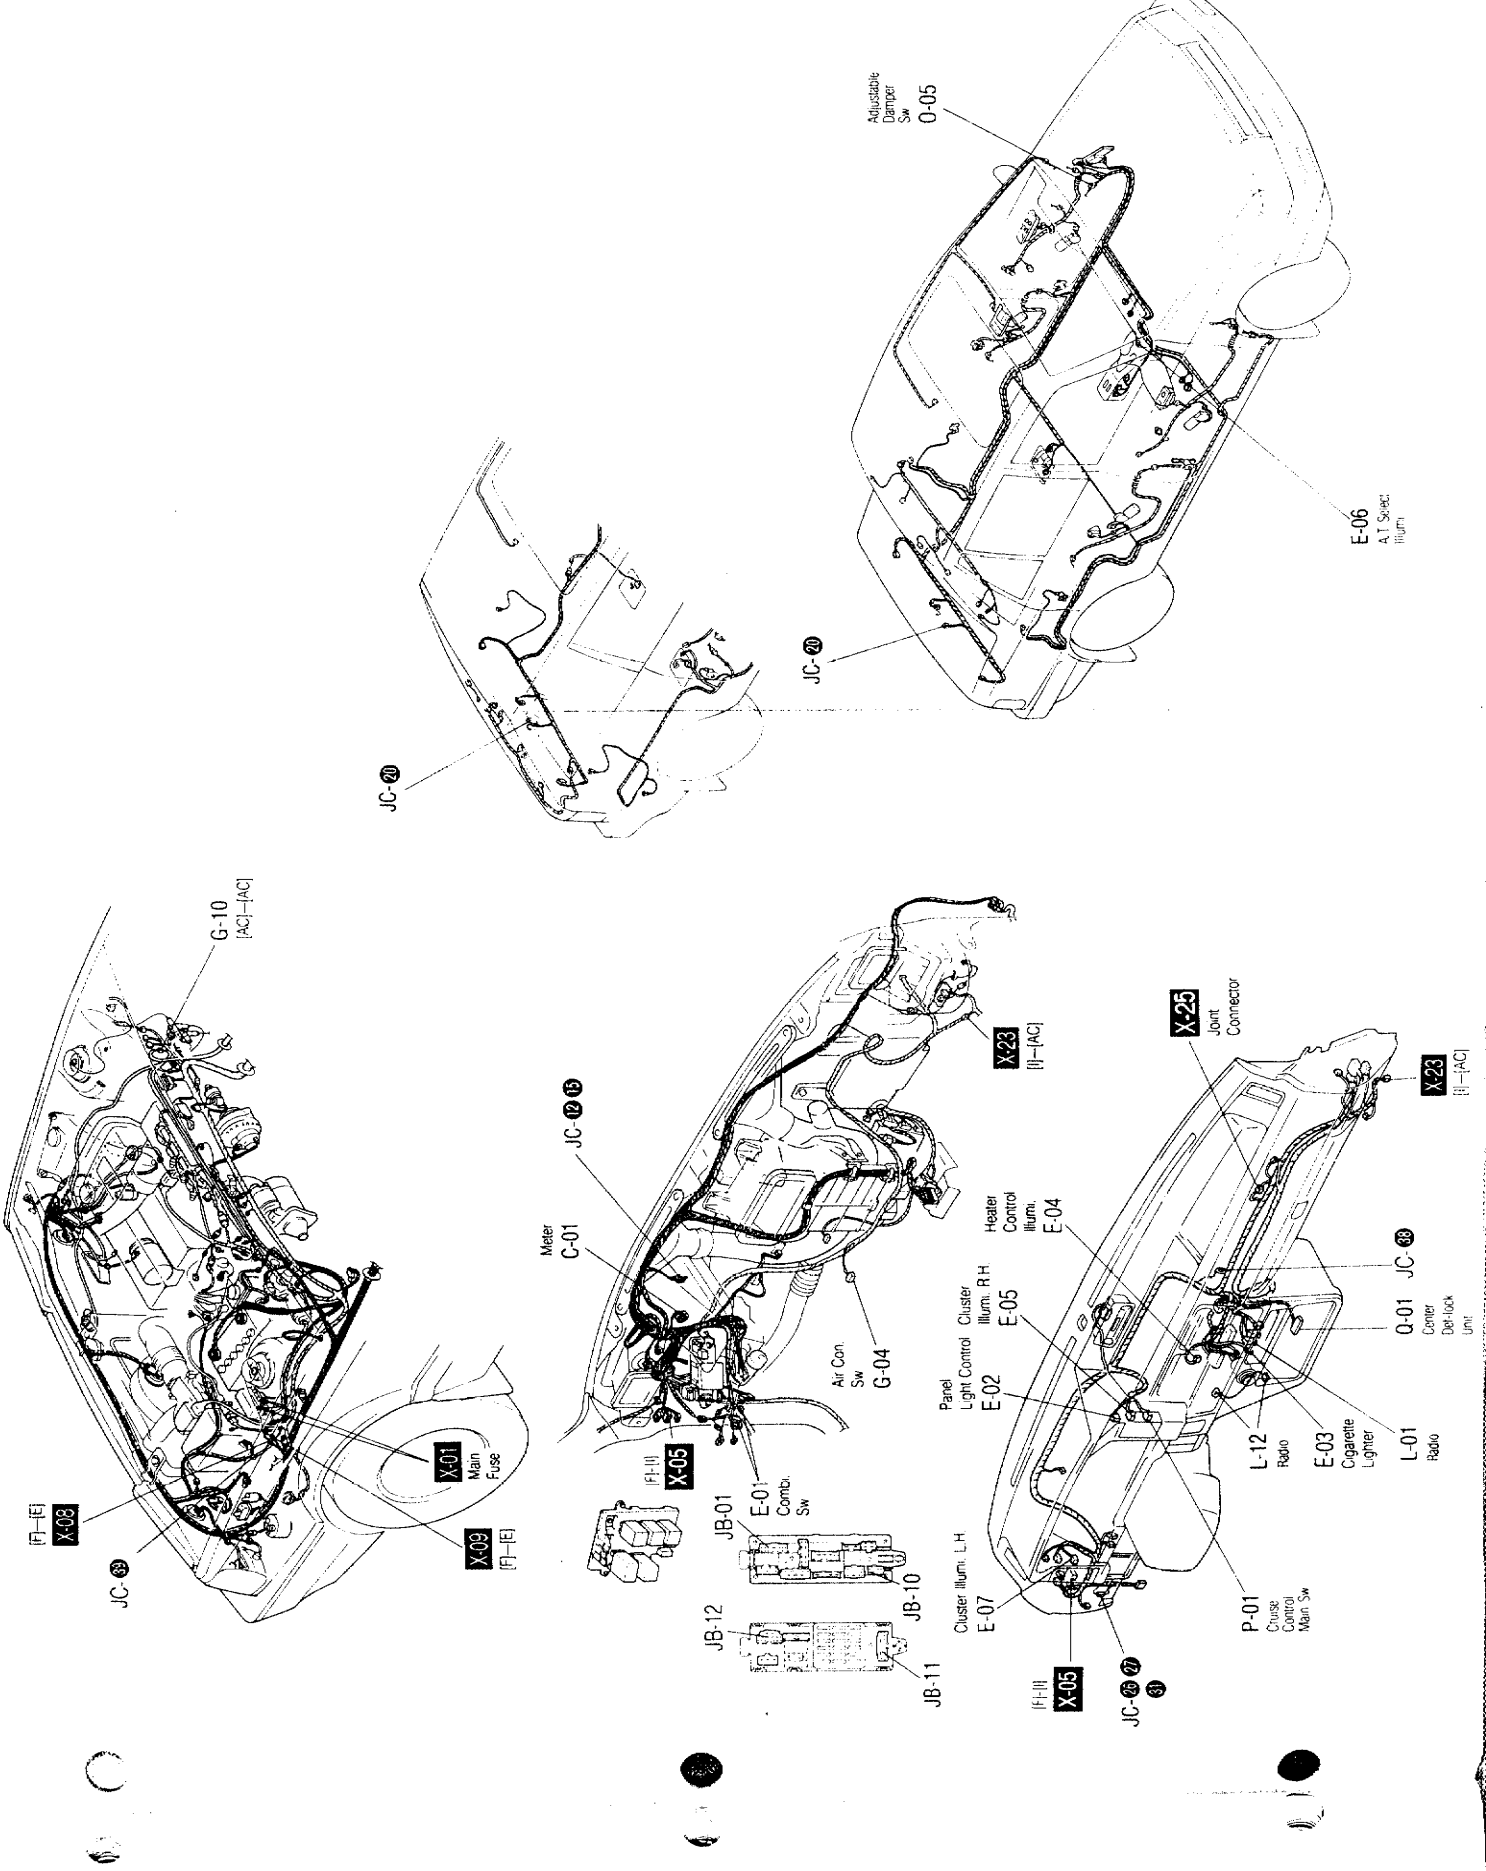 [F]—[E]
X-08
JC-39
G-10
[AC]—[AC]
X-01
Main
Fuse
X-09
[F]—[E]
JC-20
Adjustable
Damper
Sw
O-05
JC-20
E-06
A.T Select
Illum.
JC-12 15
Meter
C-01
X-23
[I]—[AC]
Air Con.
Sw
G-04
[F]-[I]
X-05
E-01
Combi.
Sw
JB-01
JB-10
JB-12
JB-11
X-25
Joint
Connector
Heater
Control
Illumi.
E-04
Cluster
Illumi. R.H
E-05
Panel
Light Control
E-02
Cluster Illumi. L.H
E-07
X-23
[I]—[AC]
JC-38
Q-01
Center
Def-lock
Unit
L-01
Radio
E-03
Cigarette
Lighter
L-12
Radio
P-01
Cruise
Control
Main Sw
[F]-[I]
X-05
JC-26 27
31